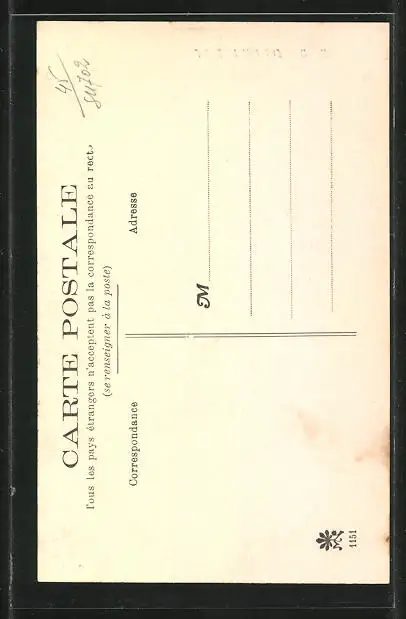 CARTE POSTALE
Tous les pays étrangers n'acceptent pas la correspondance au recto
(se renseigner à la poste)
Correspondance
Adresse
M
1151